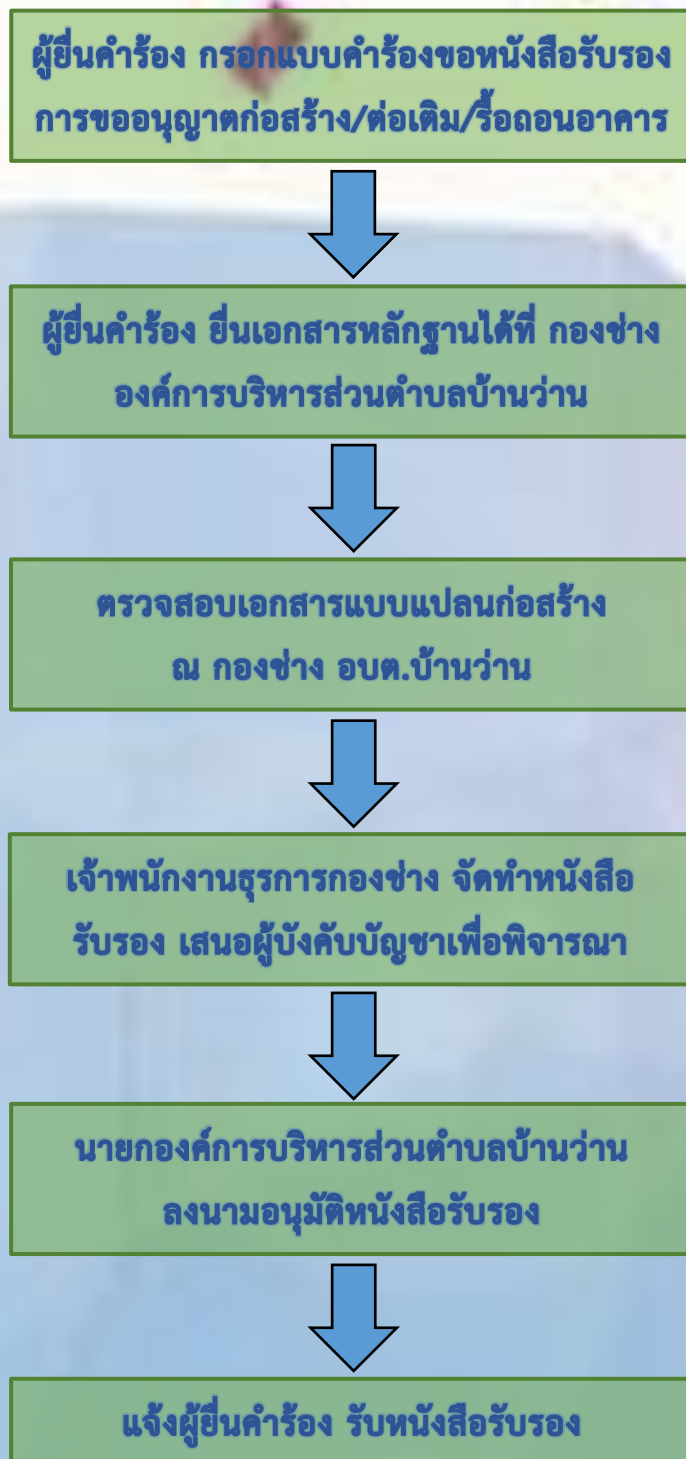 ผู้ยื่นคำร้อง กรอกแบบคำร้องขอหนังสือรับรอง
การขออนุญาตก่อสร้าง/ต่อเติม/รื้อถอนอาคาร
ผู้ยื่นคำร้อง ยื่นเอกสารหลักฐานได้ที่ กองช่าง
องค์การบริหารส่วนตำบลบ้านว่าน
ตรวจสอบเอกสารแบบแปลนก่อสร้าง
ณ กองช่าง อบต.บ้านว่าน
เจ้าพนักงานธุรการกองช่าง จัดทำหนังสือ
รับรอง เสนอผู้บังคับบัญชาเพื่อพิจารณา
นายกองค์การบริหารส่วนตำบลบ้านว่าน
ลงนามอนุมัติหนังสือรับรอง
แจ้งผู้ยื่นคำร้อง รับหนังสือรับรอง